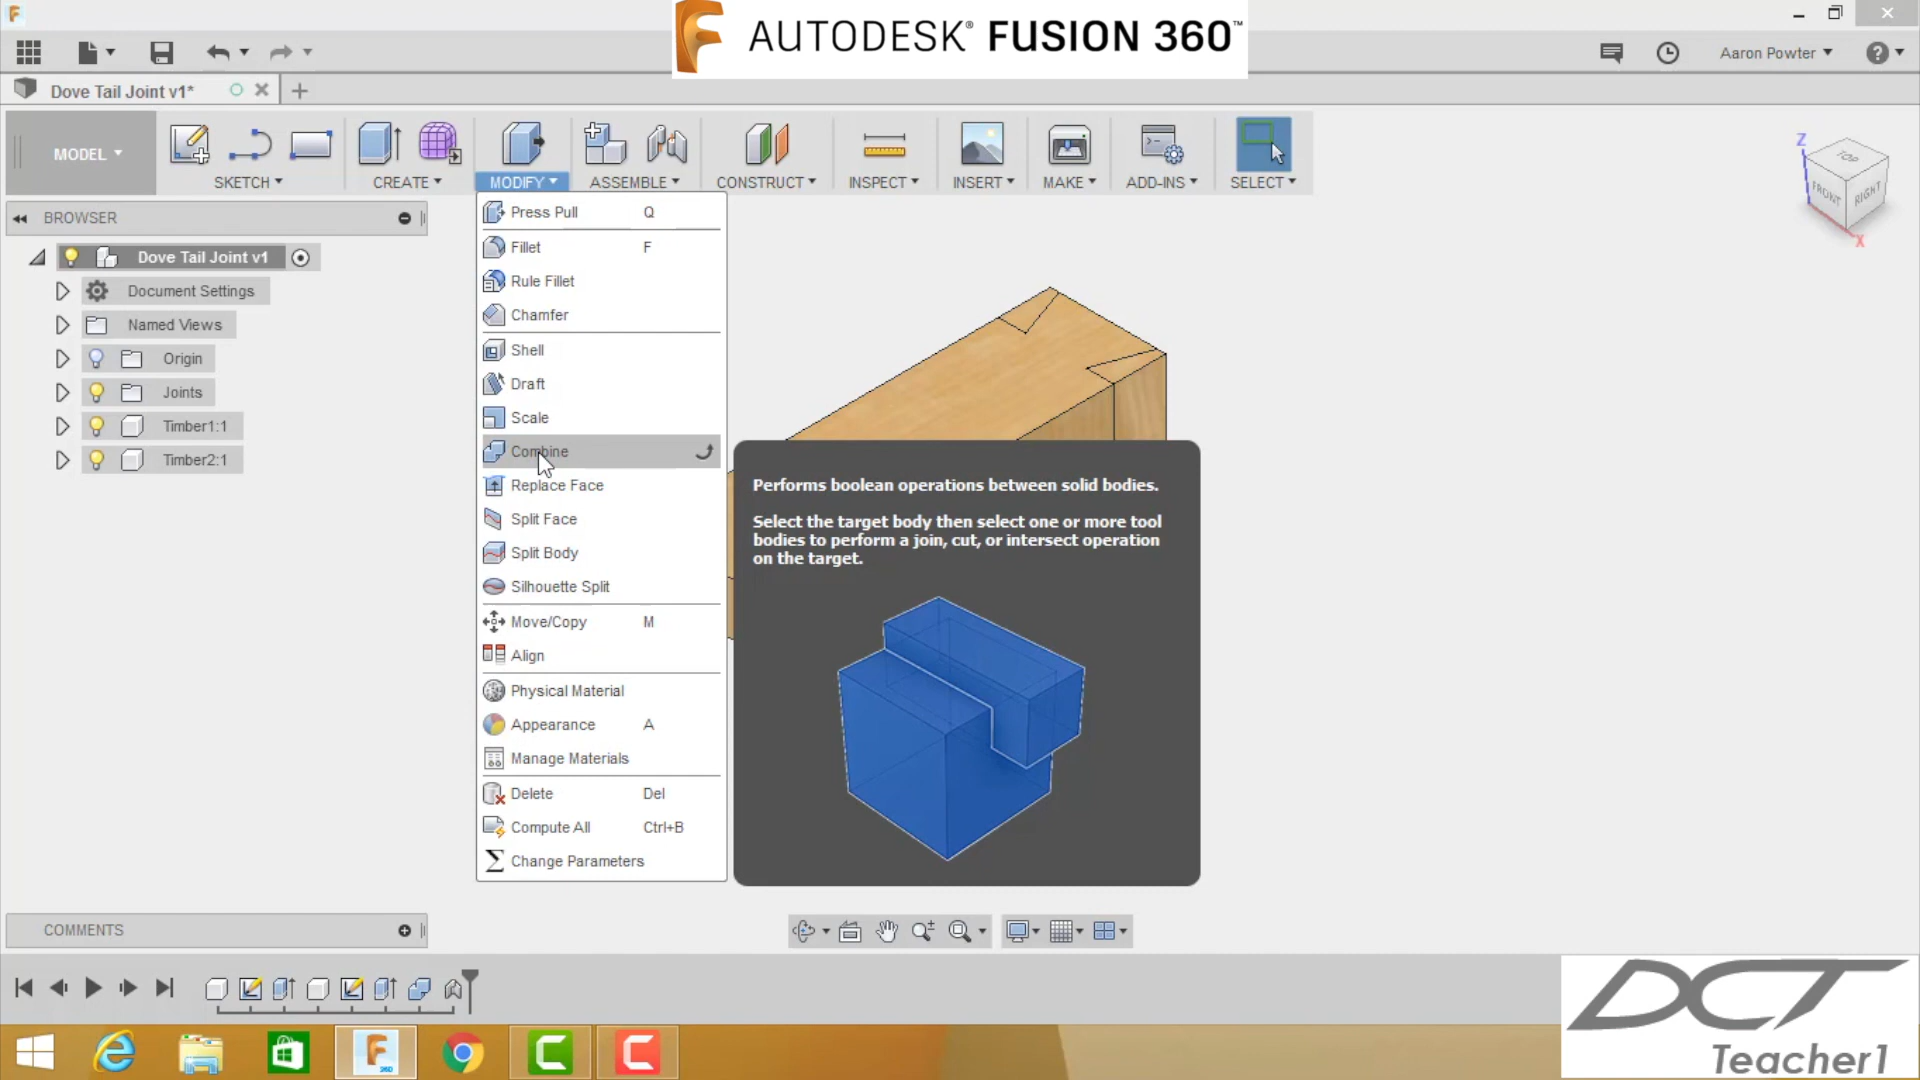 AUTODESK® FUSION 360™
Aaron Powter
Dove Tail Joint v1*
MODEL
SKETCH
CREATE
MODIFY
ASSEMBLE
CONSTRUCT
INSPECT
INSERT
MAKE
ADD-INS
SELECT
Z
TOP
FRONT
RIGHT
X
BROWSER
Dove Tail Joint v1
Document Settings
Named Views
Origin
Joints
Timber1:1
Timber2:1
Press Pull Q
Fillet F
Rule Fillet
Chamfer
Shell
Draft
Scale
Combine
Replace Face
Split Face
Split Body
Silhouette Split
Move/Copy M
Align
Physical Material
Appearance A
Manage Materials
Delete Del
Compute All Ctrl+B
Change Parameters
Performs boolean operations between solid bodies.
Select the target body then select one or more tool
bodies to perform a join, cut, or intersect operation
on the target.
COMMENTS
360
DCT
Teacher1